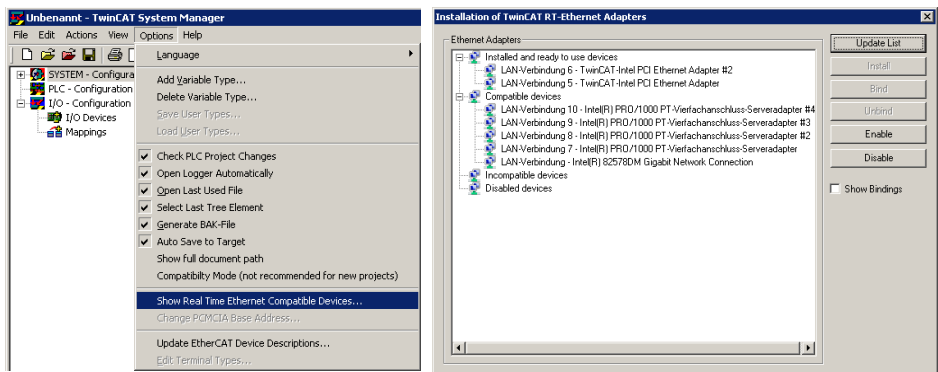 Unbenannt - TwinCAT System Manager
File Edit Actions View Options Help
SYSTEM - Configura
PLC - Configuration
I/O - Configuration
I/O Devices
Mappings
Language
Add Variable Type...
Delete Variable Type...
Save User Types...
Load User Types...
Check PLC Project Changes
Open Logger Automatically
Open Last Used File
Select Last Tree Element
Generate BAK-File
Auto Save to Target
Show full document path
Compatibilty Mode (not recommended for new projects)
Show Real Time Ethernet Compatible Devices...
Change PCMCIA Base Address...
Update EtherCAT Device Descriptions...
Edit Terminal Types...
Installation of TwinCAT RT-Ethernet Adapters
Ethernet Adapters
Installed and ready to use devices
LAN-Verbindung 6 - TwinCAT-Intel PCI Ethernet Adapter #2
LAN-Verbindung 5 - TwinCAT-Intel PCI Ethernet Adapter
Compatible devices
LAN-Verbindung 10 - Intel(R) PRO/1000 PT-Vierfachanschluss-Serveradapter #4
LAN-Verbindung 9 - Intel(R) PRO/1000 PT-Vierfachanschluss-Serveradapter #3
LAN-Verbindung 8 - Intel(R) PRO/1000 PT-Vierfachanschluss-Serveradapter #2
LAN-Verbindung 7 - Intel(R) PRO/1000 PT-Vierfachanschluss-Serveradapter
LAN-Verbindung - Intel(R) 82578DM Gigabit Network Connection
Incompatible devices
Disabled devices
Update List
Install
Bind
Unbind
Enable
Disable
Show Bindings